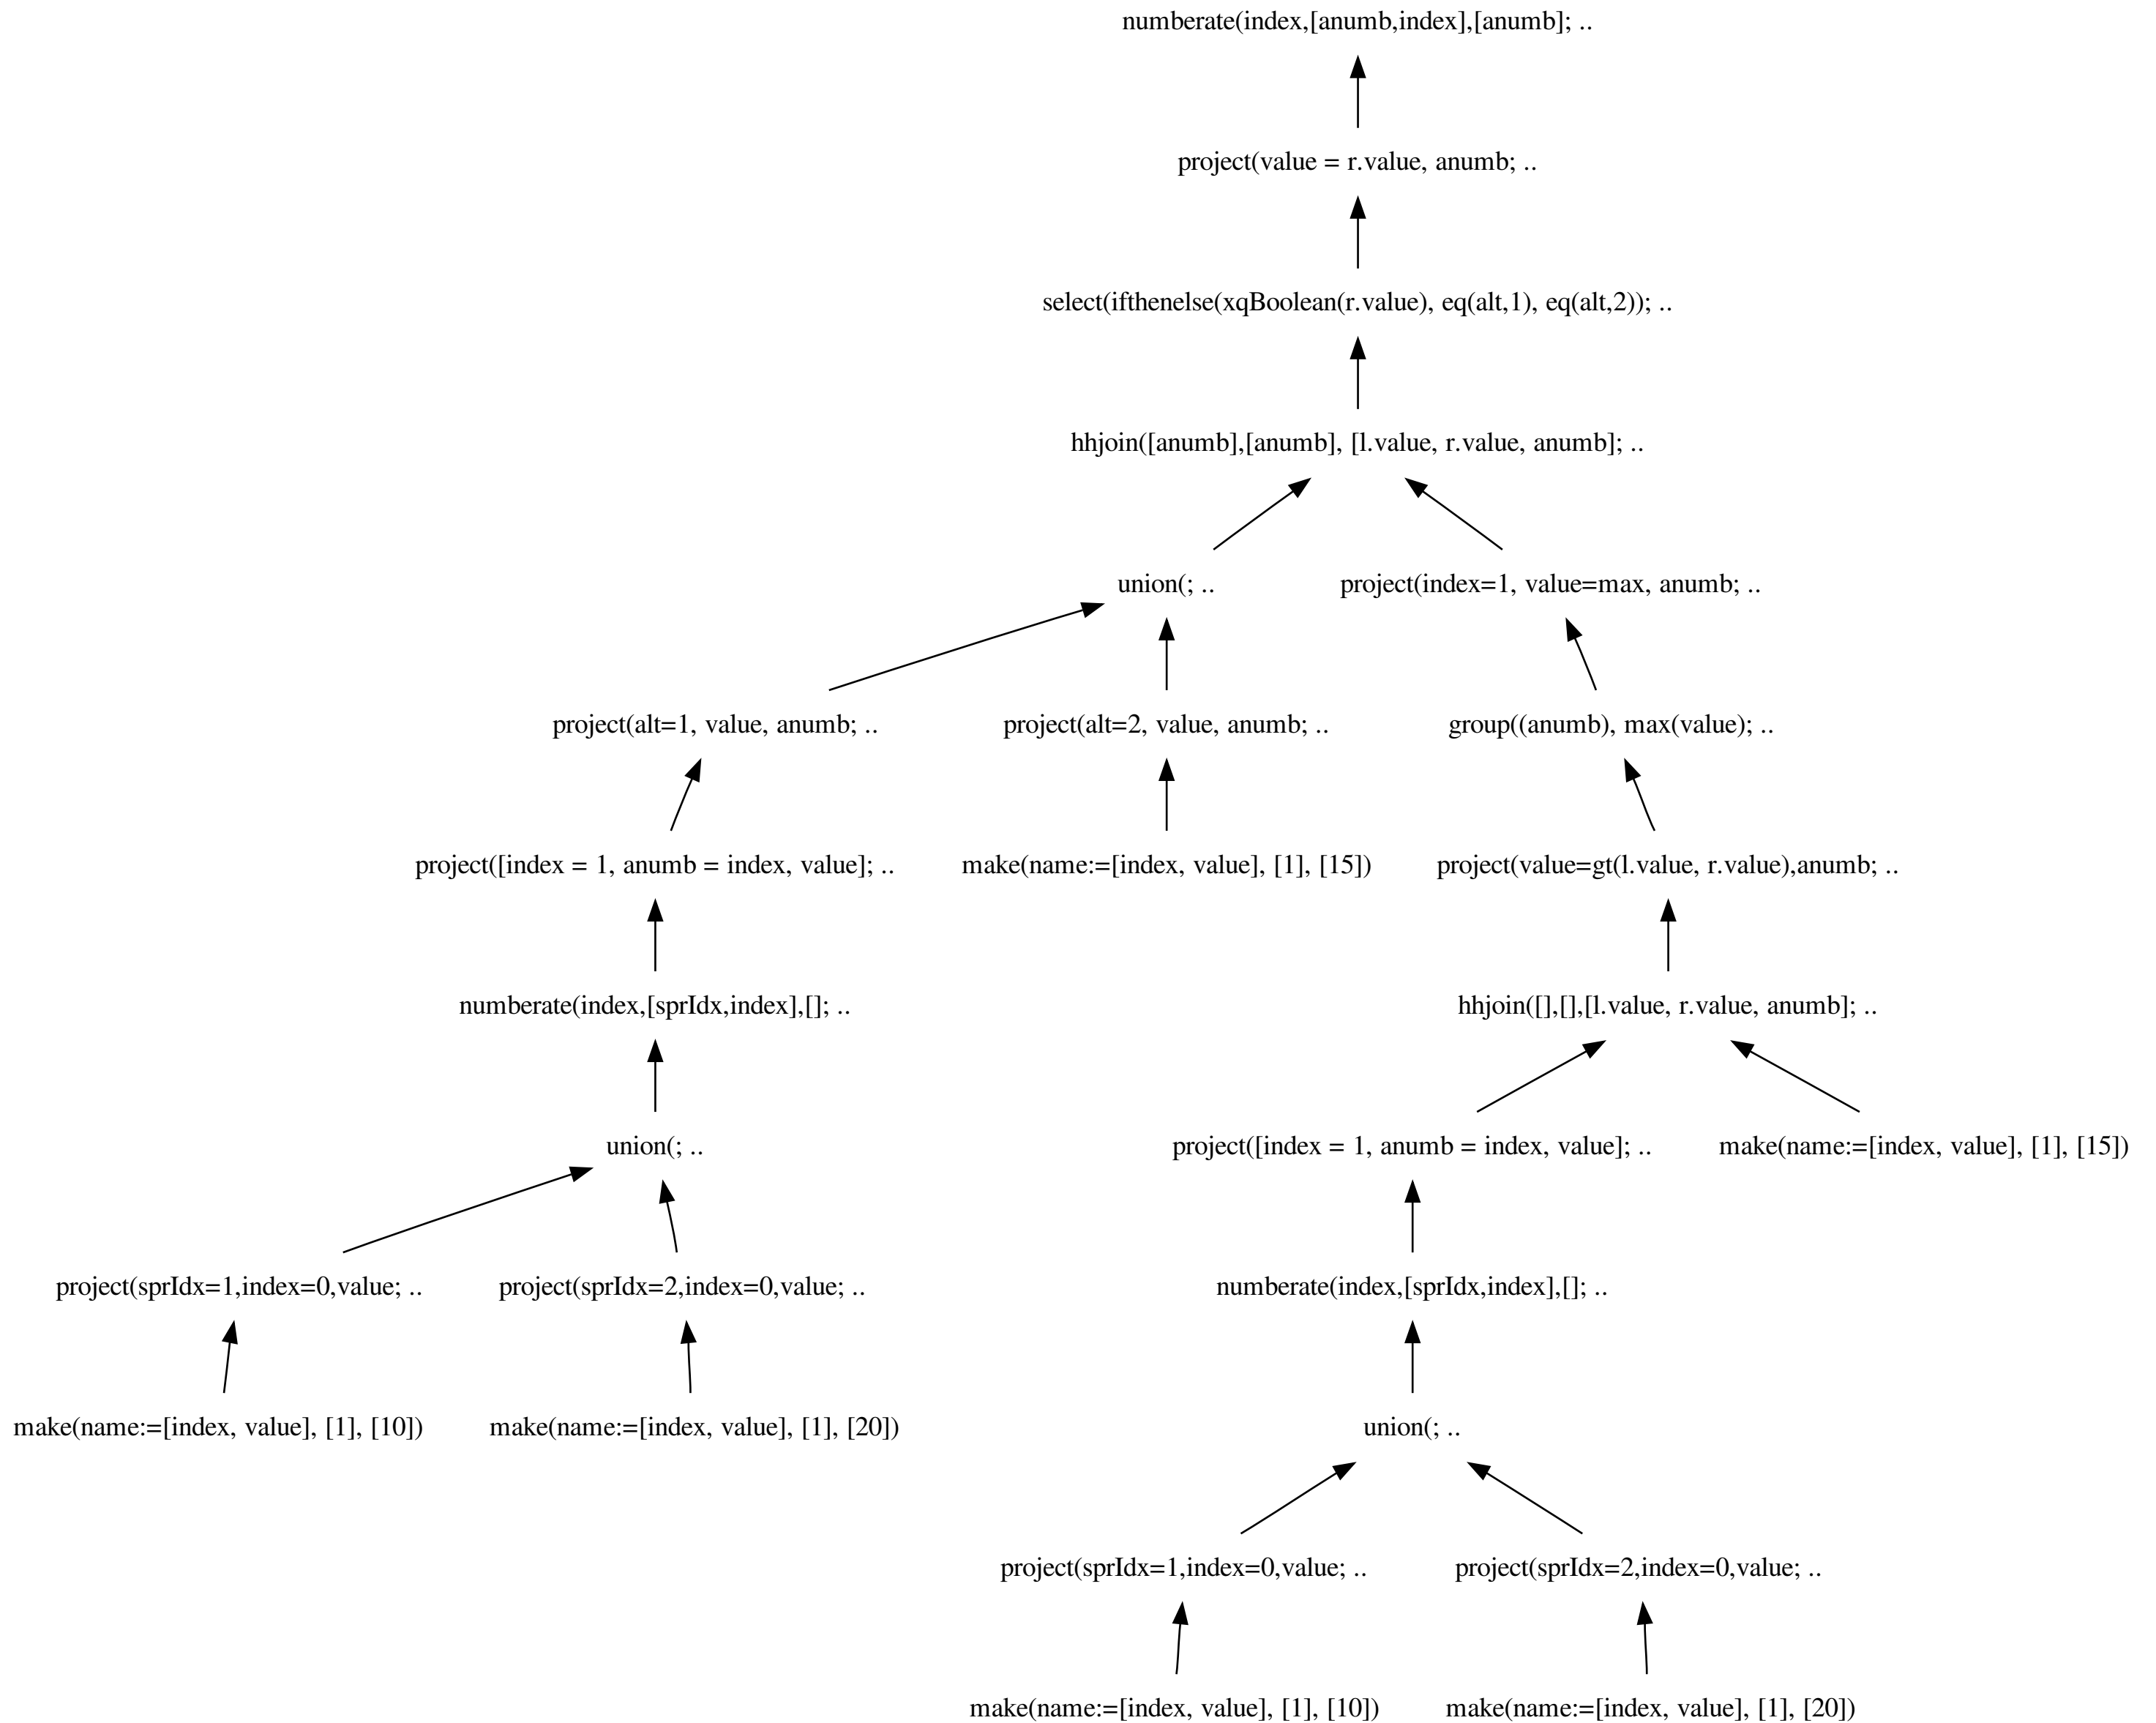 numberate(index,[anumb,index],[anumb]; ..
project(value = r.value, anumb; ..
select(ifthenelse(xqBoolean(r.value), eq(alt,1), eq(alt,2)); ..
hhjoin([anumb],[anumb], [l.value, r.value, anumb]; ..
union(; ..
project(index=1, value=max, anumb; ..
project(alt=1, value, anumb; ..
project(alt=2, value, anumb; ..
group((anumb), max(value); ..
project([index = 1, anumb = index, value]; ..
make(name:=[index, value], [1], [15])
project(value=gt(l.value, r.value),anumb; ..
numberate(index,[sprIdx,index],[]; ..
hhjoin([],[],[l.value, r.value, anumb]; ..
union(; ..
project([index = 1, anumb = index, value]; ..
make(name:=[index, value], [1], [15])
project(sprIdx=1,index=0,value; ..
project(sprIdx=2,index=0,value; ..
numberate(index,[sprIdx,index],[]; ..
make(name:=[index, value], [1], [10])
make(name:=[index, value], [1], [20])
union(; ..
project(sprIdx=1,index=0,value; ..
project(sprIdx=2,index=0,value; ..
make(name:=[index, value], [1], [10])
make(name:=[index, value], [1], [20])